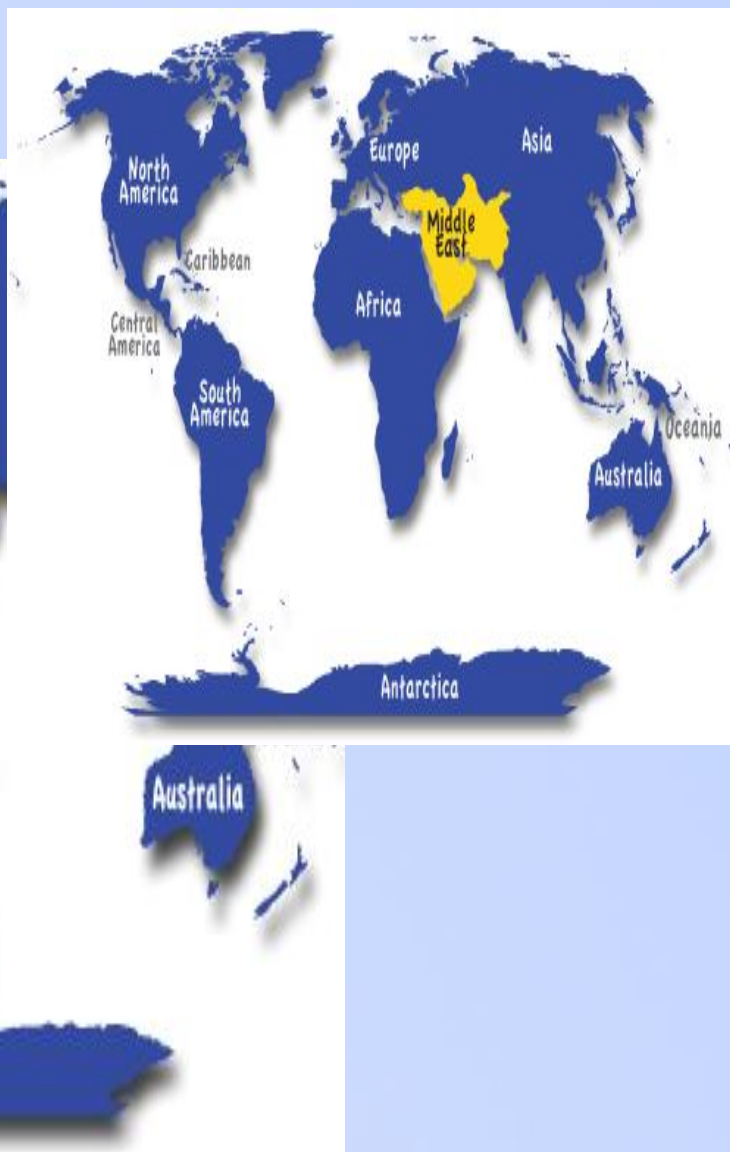 Europe
Asia
North
America
Middle
East
Caribbean
Africa
Central
America
South
America
Oceania
Australia
Antarctica
Australia